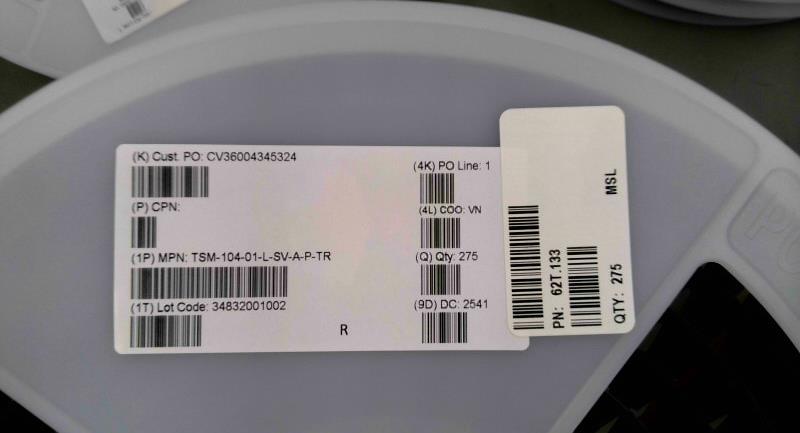 (K) Cust. PO: CV36004345324
(4K) PO Line: 1
(P) CPN:
(4L) COO: VN
(1P) MPN: TSM-104-01-L-SV-A-P-TR
(Q) Qty: 275
(1T) Lot Code: 34832001002
(9D) DC: 2541
R
PN: 62T.133
QTY: 275
MSL